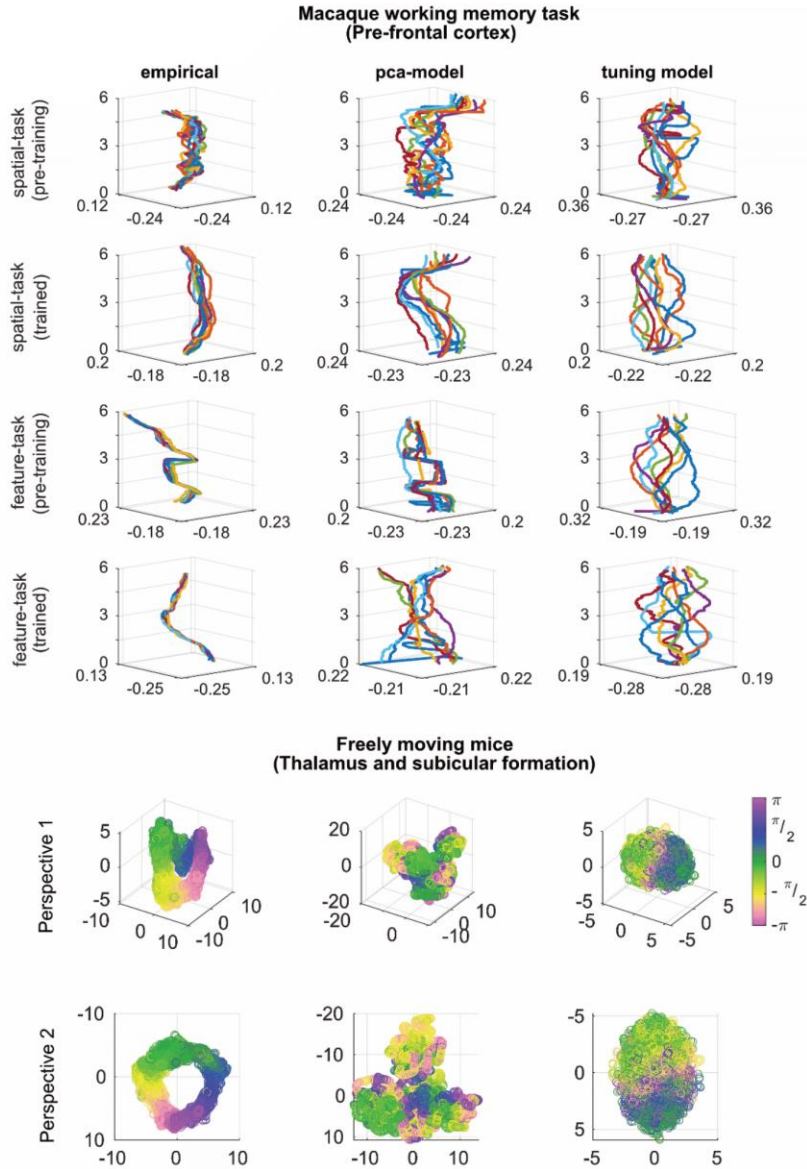 Macaque working memory task
(Pre-frontal cortex)
empirical pca-model tuning model
spatial-task
(pre-training)
6 6 6
3 3 3
0 0 0
0.12 -0.24 -0.24 0.12 0.24 -0.24 -0.24 0.24 0.36 -0.27 -0.27 0.36
spatial-task
(trained)
6 6 6
3 3 3
0 0 0
0.2 -0.18 -0.18 0.2 0.24 -0.23 -0.23 0.24 0.2 -0.22 -0.22 0.2
feature-task
(pre-training)
6 6 6
3 3 3
0 0 0
0.23 -0.18 -0.18 0.23 0.2 -0.23 -0.23 0.2 0.32 -0.19 -0.19 0.32
feature-task
(trained)
6 6 6
3 3 3
0 0 0
0.13 -0.25 -0.25 0.13 0.22 -0.21 -0.21 0.22 0.19 -0.28 -0.28 0.19
Freely moving mice
(Thalamus and subicular formation)
Perspective 1
5 20 5
0 0 0
-5 -20 -5
-10 0 10 -10 0 10
-20 0 -10 0 10
-5 0 5 -5 0 5
π
π/2
0
-π/2
-π
Perspective 2
-10 -20 -5
-10
0 0 0
10 10 5
-10 0 10 -10 0 10 -5 0 5